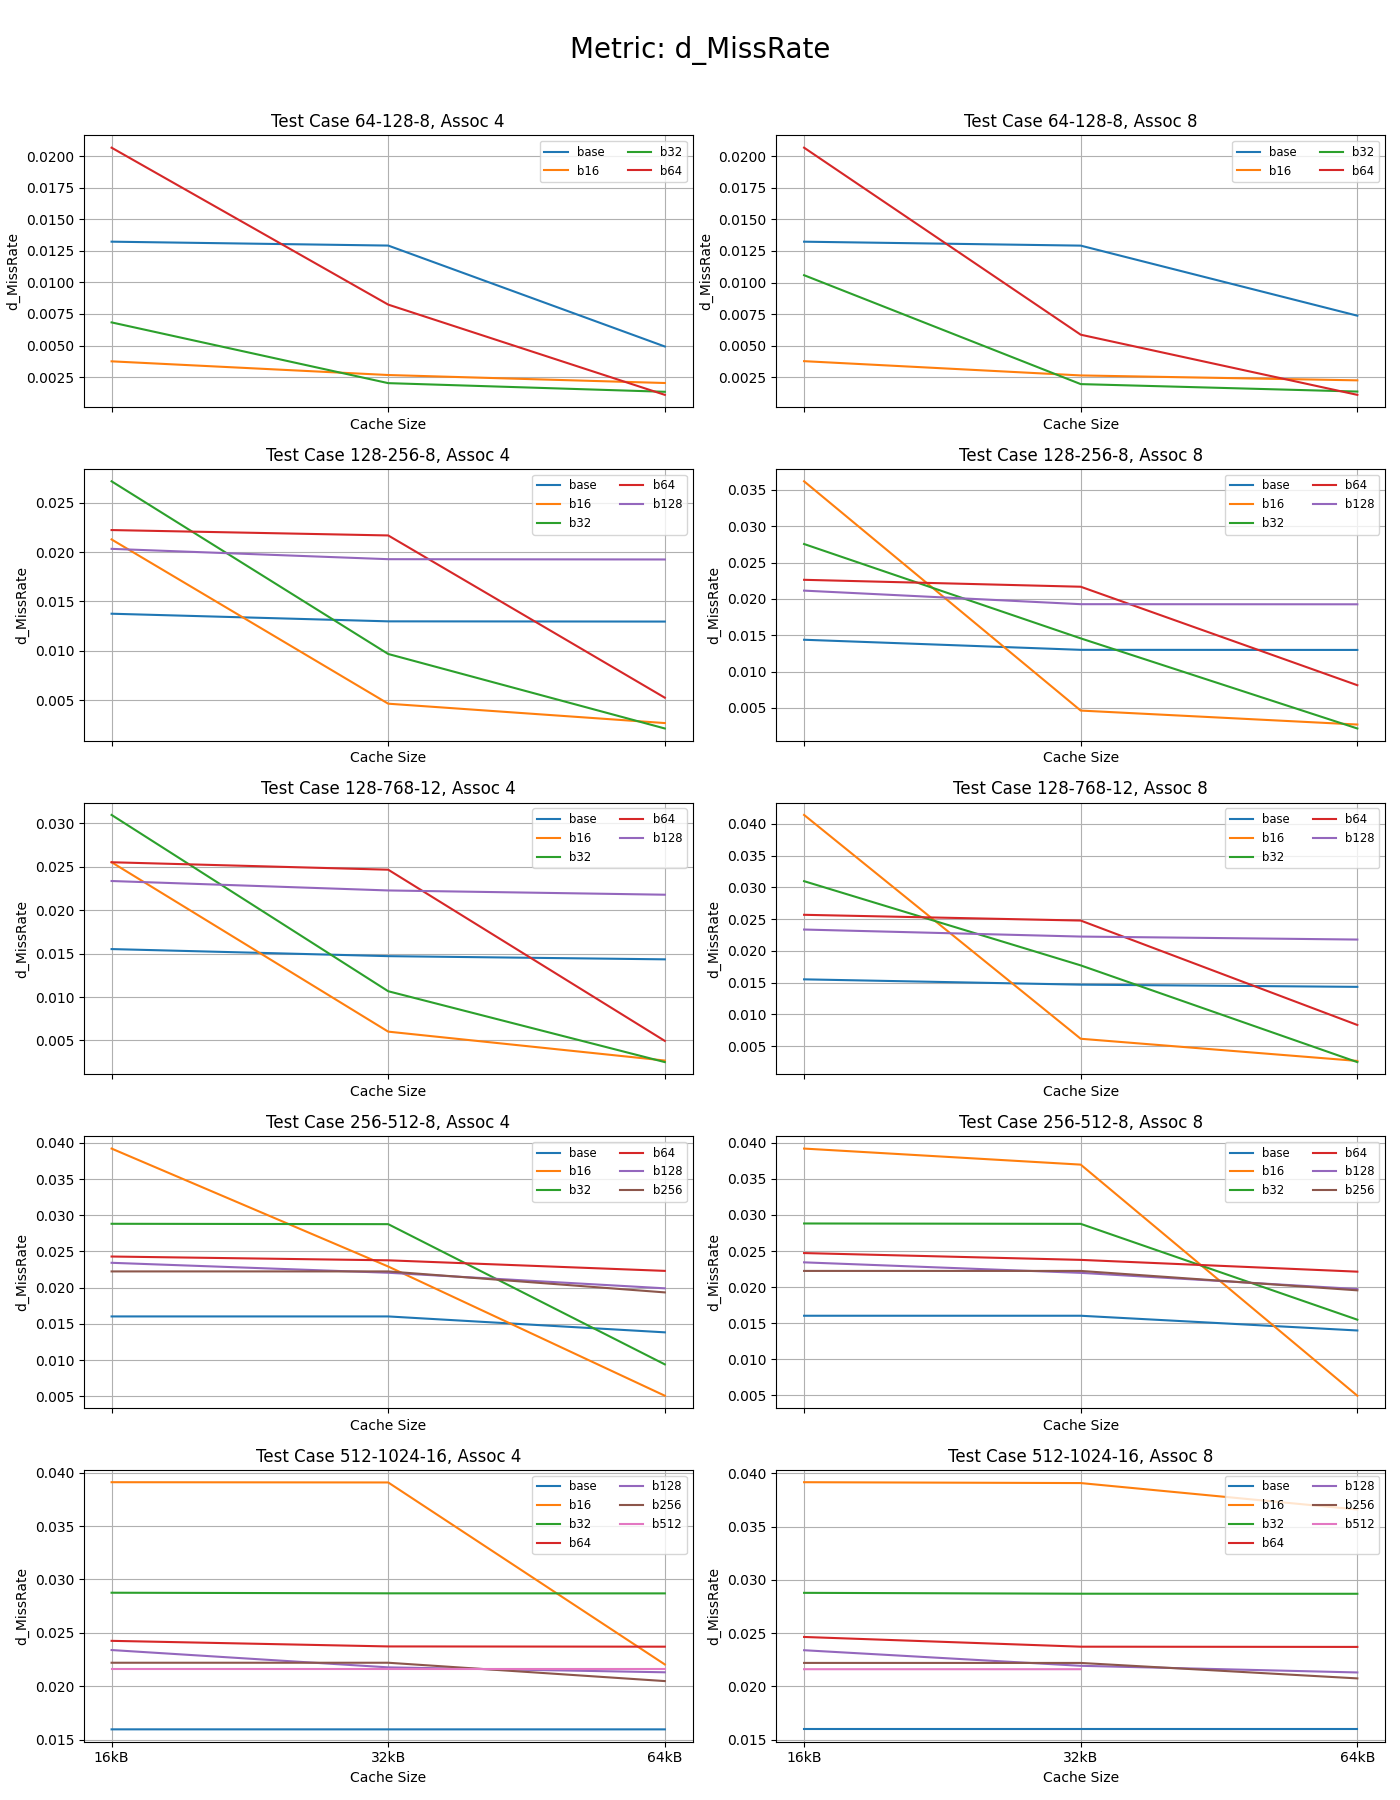 Metric: d_MissRate
Test Case 64-128-8, Assoc 4
0.0200
0.0175
0.0150
0.0125
0.0100
0.0075
0.0050
0.0025
d_MissRate
base
b16
b32
b64
Cache Size
Test Case 64-128-8, Assoc 8
0.0200
0.0175
0.0150
0.0125
0.0100
0.0075
0.0050
0.0025
d_MissRate
base
b16
b32
b64
Cache Size
Test Case 128-256-8, Assoc 4
0.025
0.020
0.015
0.010
0.005
d_MissRate
base
b16
b32
b64
b128
Cache Size
Test Case 128-256-8, Assoc 8
0.035
0.030
0.025
0.020
0.015
0.010
0.005
d_MissRate
base
b16
b32
b64
b128
Cache Size
Test Case 128-768-12, Assoc 4
0.030
0.025
0.020
0.015
0.010
0.005
d_MissRate
base
b16
b32
b64
b128
Cache Size
Test Case 128-768-12, Assoc 8
0.040
0.035
0.030
0.025
0.020
0.015
0.010
0.005
d_MissRate
base
b16
b32
b64
b128
Cache Size
Test Case 256-512-8, Assoc 4
0.040
0.035
0.030
0.025
0.020
0.015
0.010
0.005
d_MissRate
base
b16
b32
b64
b128
b256
Cache Size
Test Case 256-512-8, Assoc 8
0.040
0.035
0.030
0.025
0.020
0.015
0.010
0.005
d_MissRate
base
b16
b32
b64
b128
b256
Cache Size
Test Case 512-1024-16, Assoc 4
0.040
0.035
0.030
0.025
0.020
0.015
d_MissRate
base
b16
b32
b64
b128
b256
b512
16kB
32kB
64kB
Cache Size
Test Case 512-1024-16, Assoc 8
0.040
0.035
0.030
0.025
0.020
0.015
d_MissRate
base
b16
b32
b64
b128
b256
b512
16kB
32kB
64kB
Cache Size